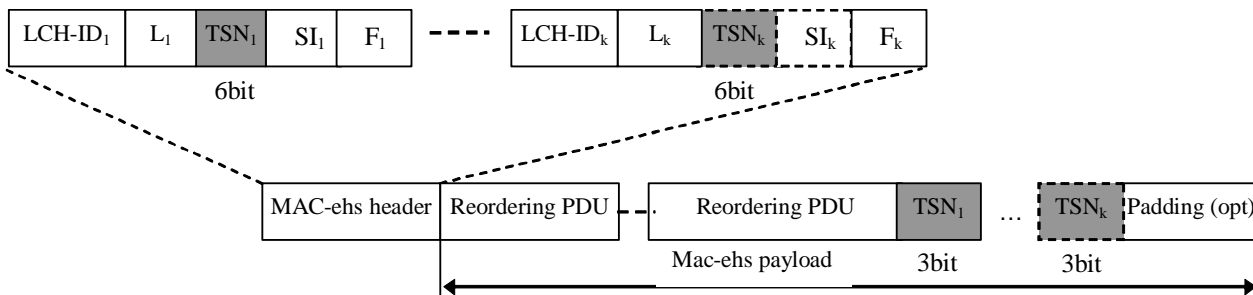 LCH-ID₁ L₁ TSN₁ SI₁ F₁ LCH-IDₖ Lₖ TSNₖ SIₖ Fₖ
6bit 6bit
MAC-ehs header Reordering PDU Reordering PDU TSN₁ ... TSNₖ Padding (opt)
Mac-ehs payload 3bit 3bit